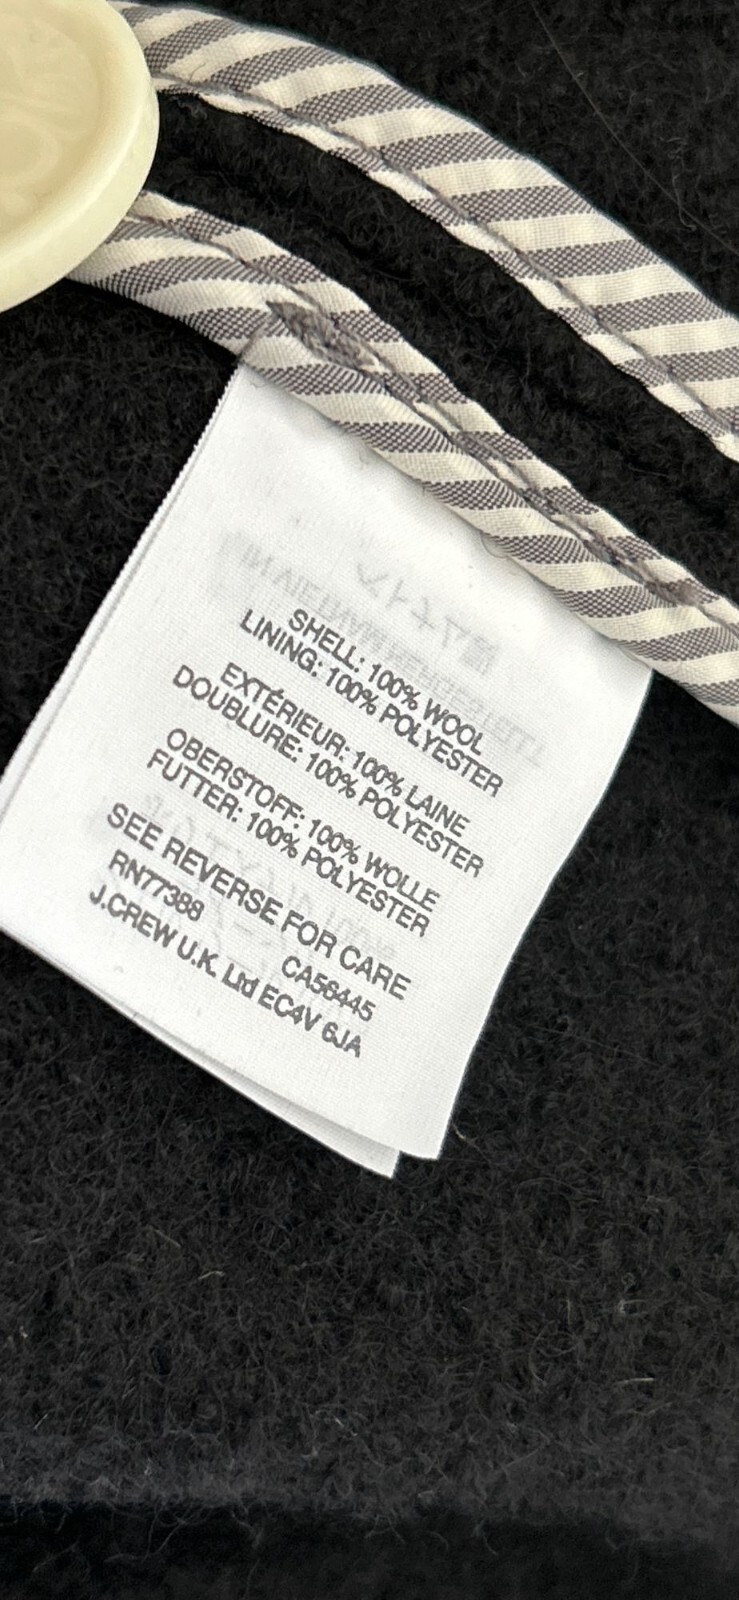 SHELL: 100% WOOL
LINING: 100% POLYESTER
EXTÉRIEUR: 100% LAINE
DOUBLURE: 100% POLYESTER
OBERSTOFF: 100% WOLLE
FUTTER: 100% POLYESTER
SEE REVERSE FOR CARE
RN77388 CA56445
J.CREW U.K. Ltd EC4V 6JA